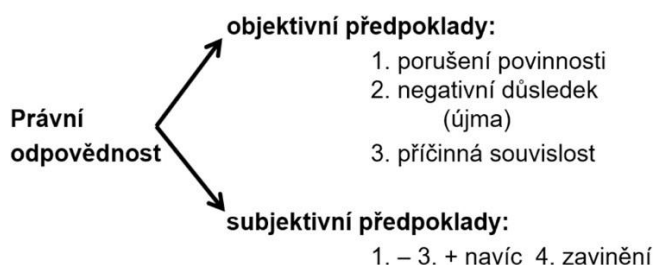 objektivní předpoklady:
1. porušení povinnosti
2. negativní důsledek
(újma)
Právní
odpovědnost
3. příčinná souvislost
subjektivní předpoklady:
1. – 3. + navíc 4. zavinění